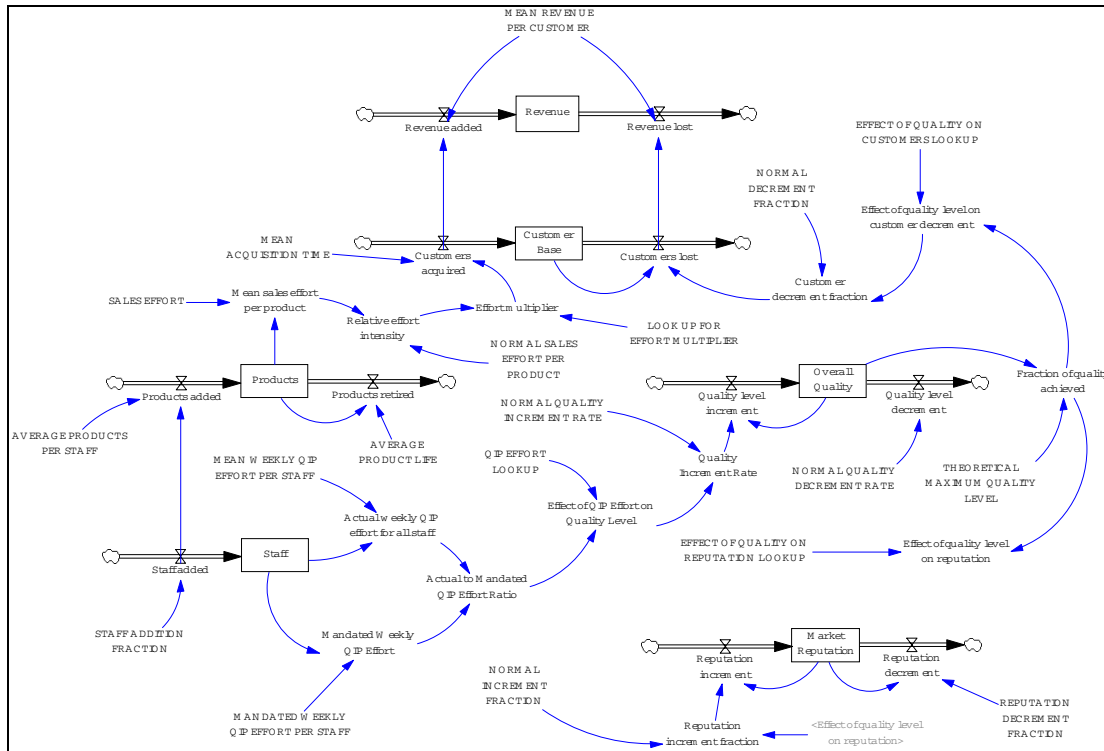 MEAN REVENUE
PER CUSTOMER
Revenue
Revenue added
Revenue lost
EFFECT OF QUALITY ON
CUSTOMERS LOOKUP
NORMAL
DECREMENT
FRACTION
Effect of quality level on
customer decrement
Customer
Base
MEAN
ACQUISITION TIME
Customers
acquired
Customers lost
Customer
decrement fraction
SALES EFFORT
Mean sales effort
per product
Relative effort
intensity
Effort multiplier
LOOKUP FOR
EFFORT MULTIPLIER
NORMAL SALES
EFFORT PER
PRODUCT
Products
Products added
Products retired
Overall
Quality
Quality level
increment
Quality level
decrement
Fraction of quality
achieved
NORMAL QUALITY
INCREMENT RATE
AVERAGE PRODUCTS
PER STAFF
AVERAGE
PRODUCT LIFE
MEAN WEEKLY QIP
EFFORT PER STAFF
QIP EFFORT
LOOKUP
Quality
Increment Rate
NORMAL QUALITY
DECREMENT RATE
THEORETICAL
MAXIMUM QUALITY
LEVEL
Effect of QIP Effort on
Quality Level
Actual weekly QIP
effort for all staff
EFFECT OF QUALITY ON
REPUTATION LOOKUP
Effect of quality level
on reputation
Staff
Staff added
Actual to Mandated
QIP Effort Ratio
STAFF ADDITION
FRACTION
Mandated Weekly
QIP Effort
Market
Reputation
Reputation
increment
Reputation
decrement
NORMAL
INCREMENT
FRACTION
MANDATED WEEKLY
QIP EFFORT PER STAFF
Reputation
increment fraction
<Effect of quality level
on reputation>
REPUTATION
DECREMENT
FRACTION